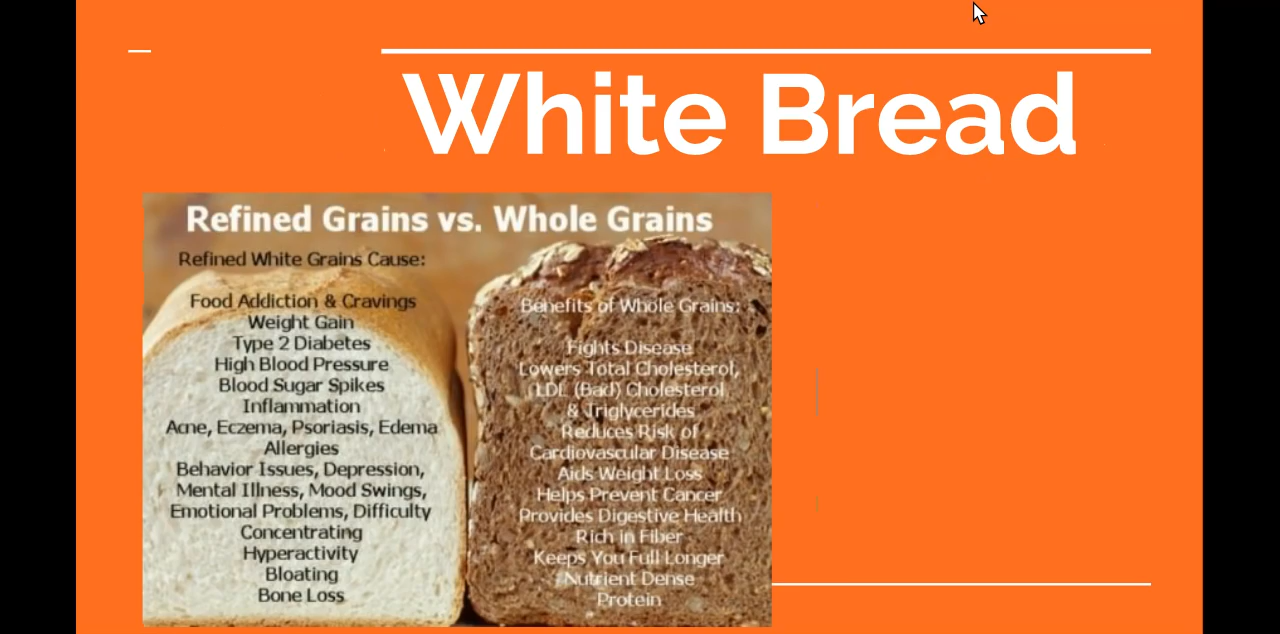 White Bread
Refined Grains vs. Whole Grains
Refined White Grains Cause:
Food Addiction & Cravings
Weight Gain
Type 2 Diabetes
High Blood Pressure
Blood Sugar Spikes
Inflammation
Acne, Eczema, Psoriasis, Edema
Allergies
Behavior Issues, Depression,
Mental Illness, Mood Swings,
Emotional Problems, Difficulty
Concentrating
Hyperactivity
Bloating
Bone Loss
Benefits of Whole Grains:
Fights Disease
Lowers Total Cholesterol,
LDL (Bad) Cholesterol
& Triglycerides
Reduces Risk of
Cardiovascular Disease
Aids Weight Loss
Helps Prevent Cancer
Provides Digestive Health
Rich in Fiber
Keeps You Full Longer
Nutrient Dense
Protein